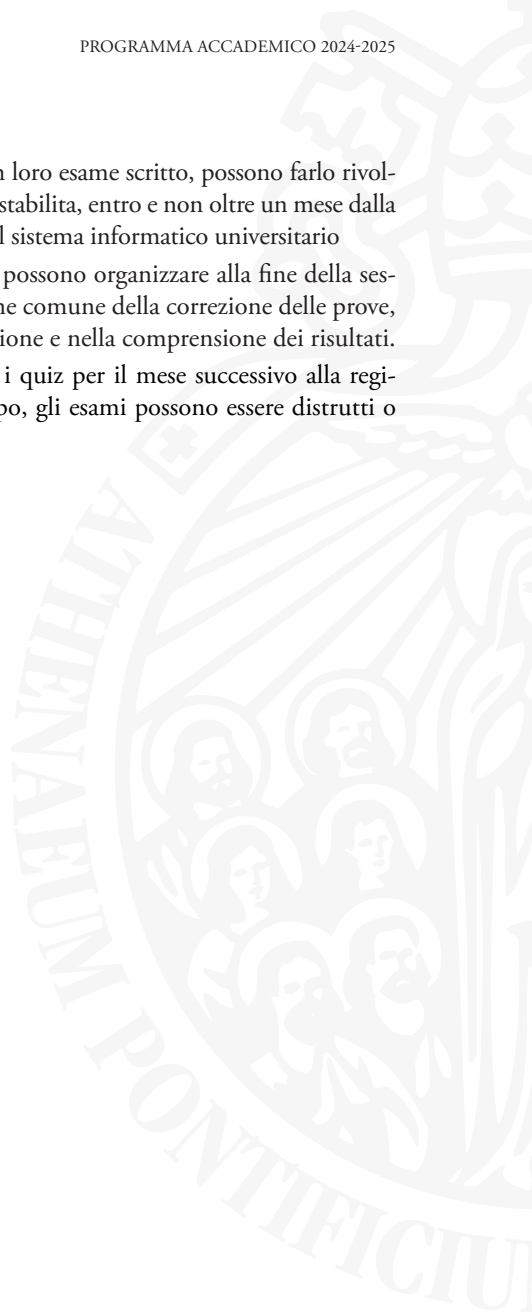 PROGRAMMA ACCADEMICO 2024-2025
loro esame scritto, possono farlo rivol-
stabilita, entro e non oltre un mese dalla
l sistema informatico universitario
possono organizzare alla fine della ses-
ne comune della correzione delle prove,
ione e nella comprensione dei risultati.
i quiz per il mese successivo alla regi-
po, gli esami possono essere distrutti o
ATHENAEUM PONTIFICIU